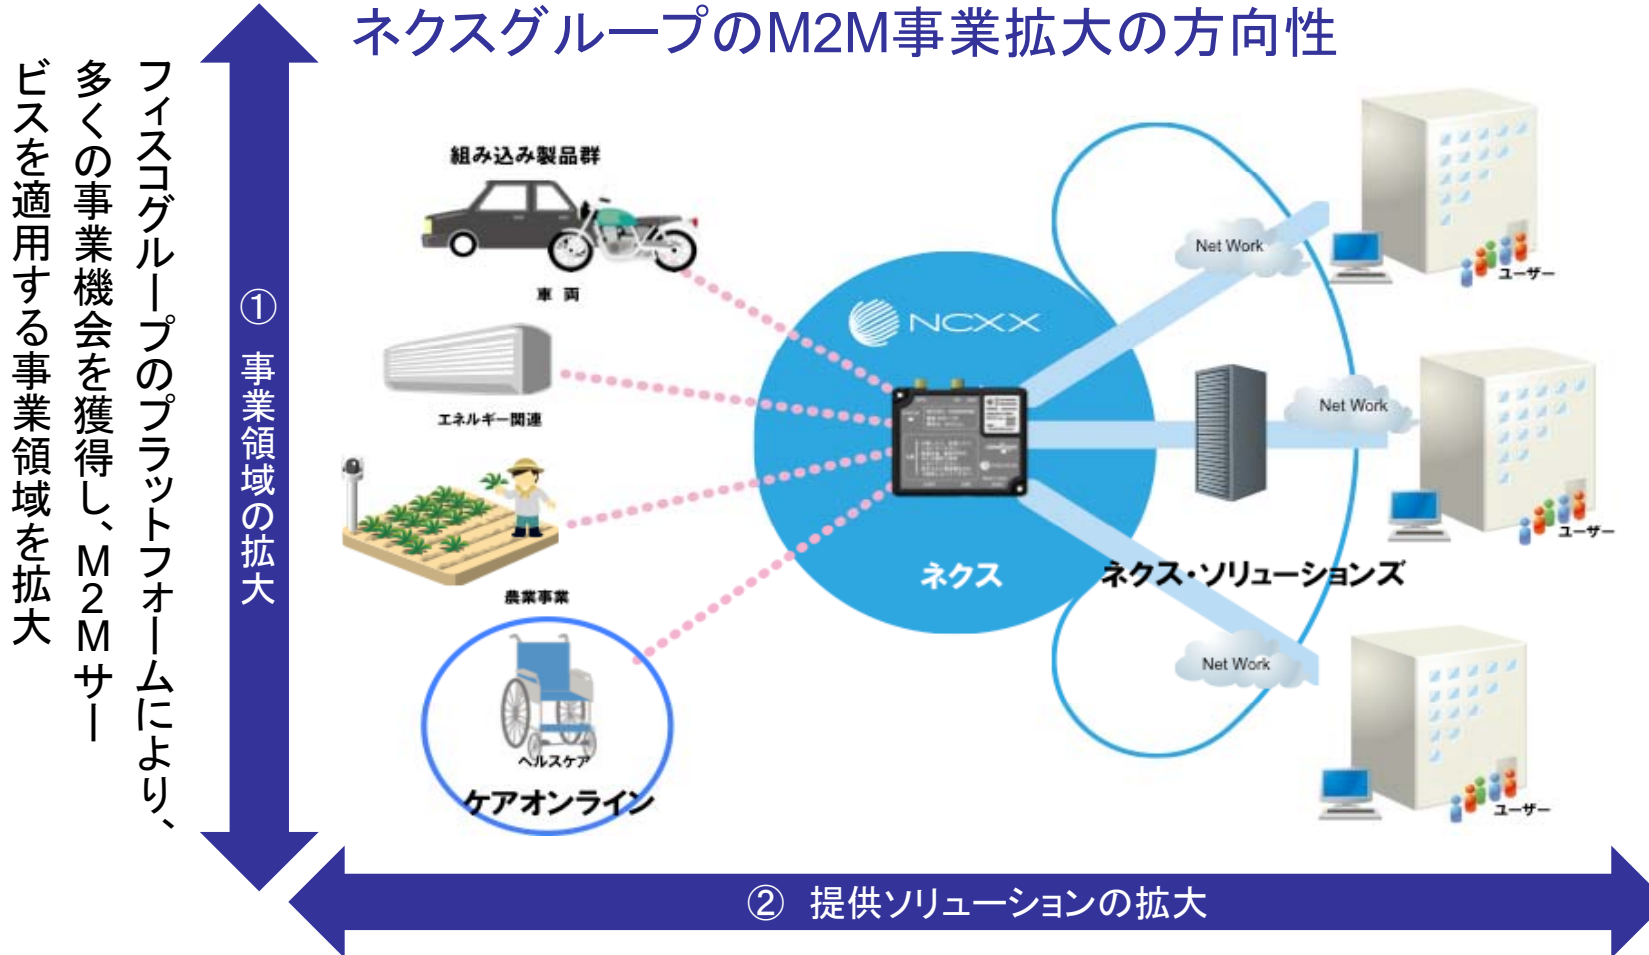 ネクスグループのM2M事業拡大の方向性
フィスコグループのプラットフォームにより、
多くの事業機会を獲得し、M2Mサー
ビスを適用する事業領域を拡大
① 事業領域の拡大
組み込み製品群
車 両
エネルギー関連
農業事業
ヘルスケア
ケアオンライン
NCXX
ネクス
ネクス・ソリューションズ
Net Work
ユーザー
Net Work
ユーザー
Net Work
ユーザー
② 提供ソリューションの拡大